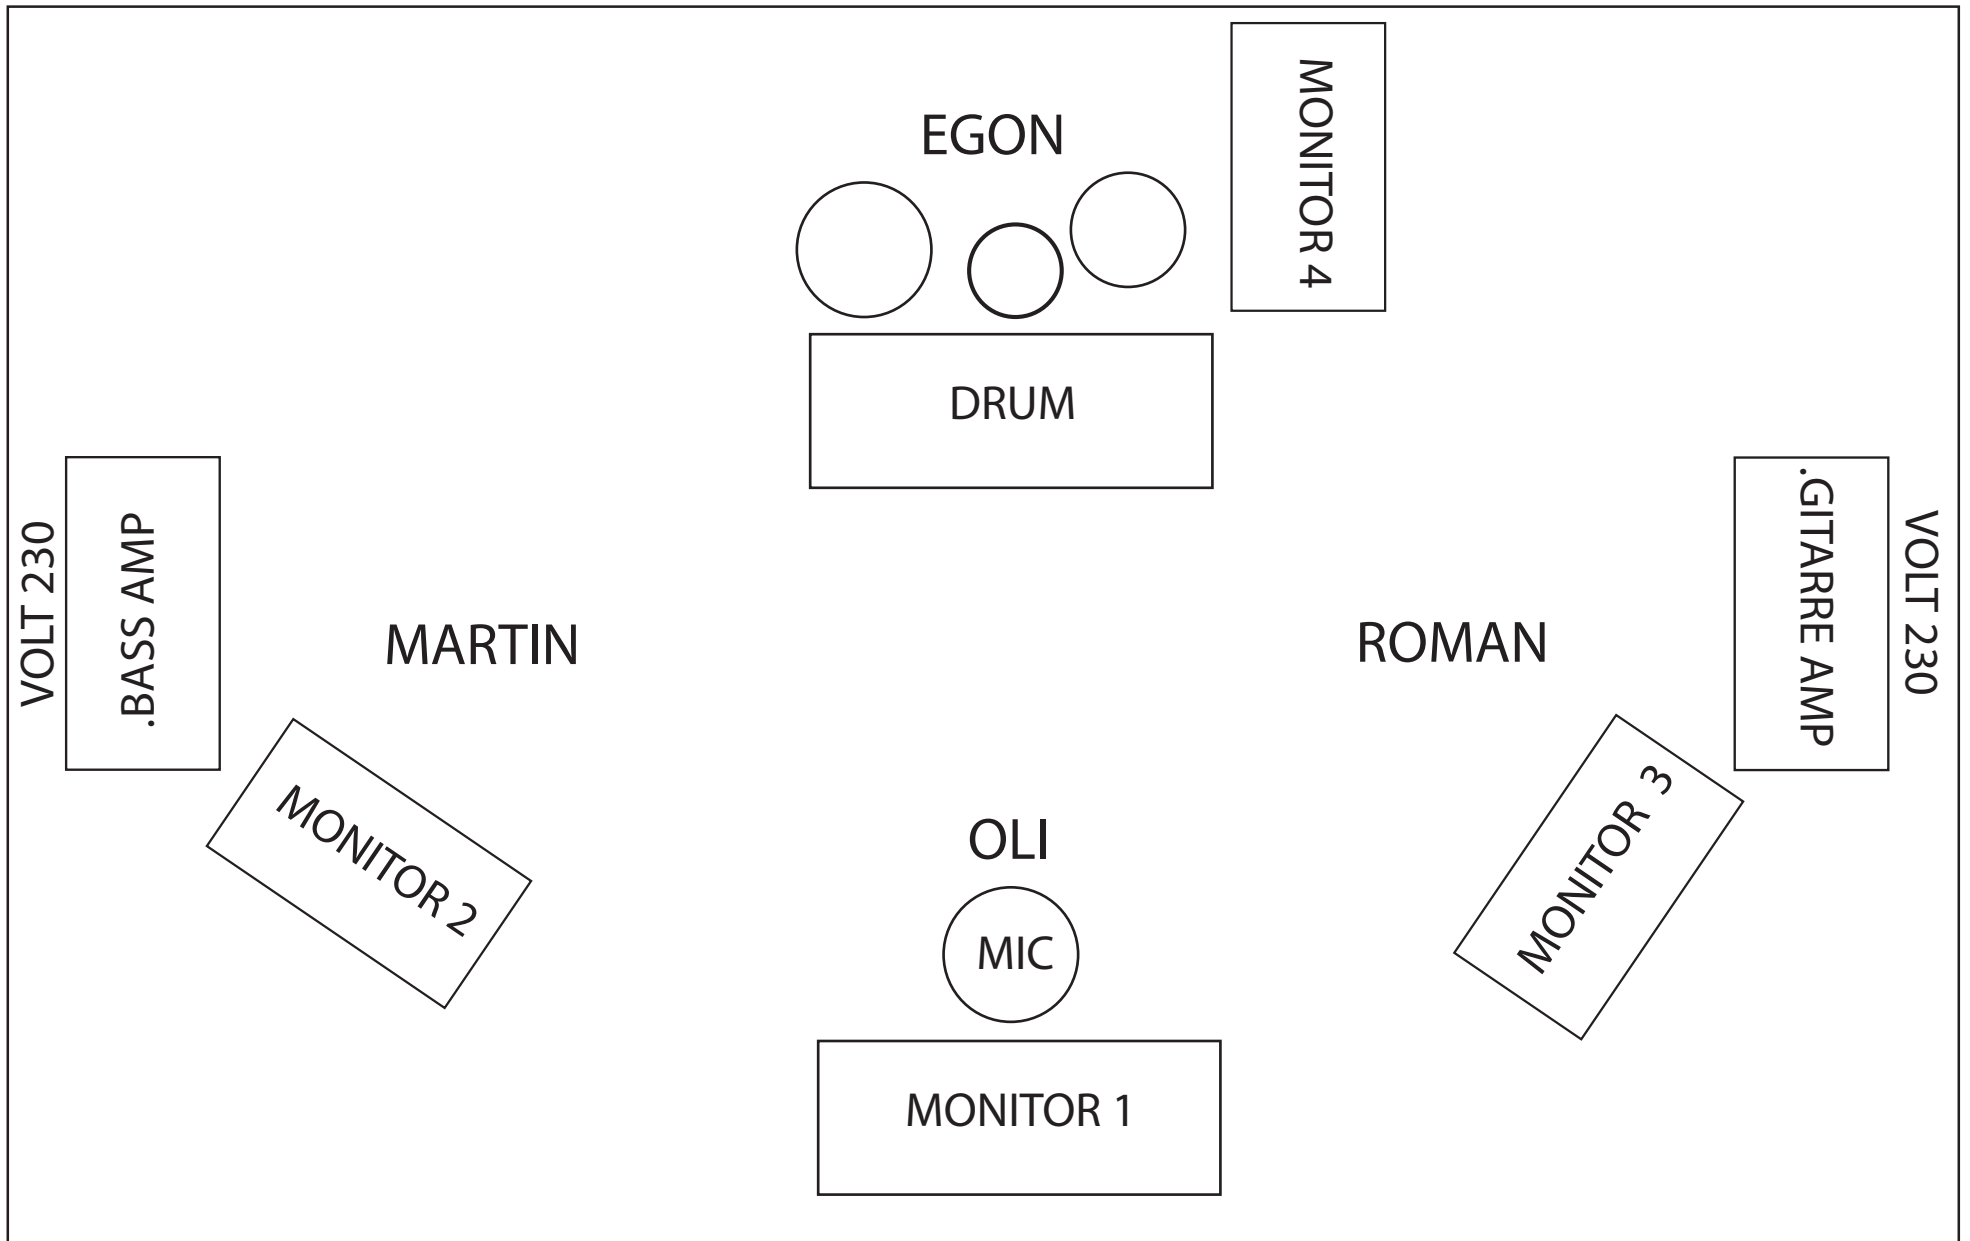 MONITOR 4
EGON
DRUM
VOLT 230
.BASS AMP
MARTIN
ROMAN
.GITARRE AMP
VOLT 230
MONITOR 2
MONITOR 3
OLI
MIC
MONITOR 1